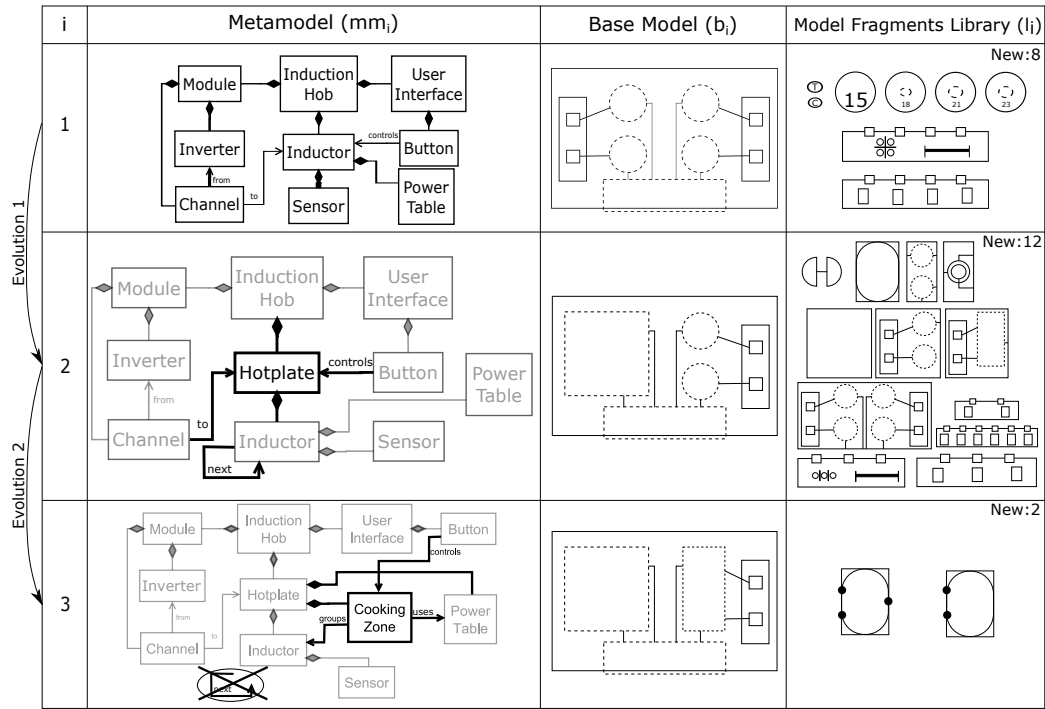 i
Metamodel (mmi)
Base Model (bi)
Model Fragments Library (li)
1
Module
Induction
Hob
User
Interface
Inverter
Inductor
controls
Button
from
to
Channel
Sensor
Power
Table
New:8
T
C
15
18
21
23
Evolution 1
2
Module
Induction
Hob
User
Interface
Inverter
Hotplate
controls
Button
Power
Table
from
to
Channel
Inductor
Sensor
next
New:12
Evolution 2
3
Module
Induction
Hob
User
Interface
Button
controls
Inverter
Hotplate
Cooking
Zone
uses
Power
Table
from
to
groups
Channel
Inductor
Sensor
next
New:2